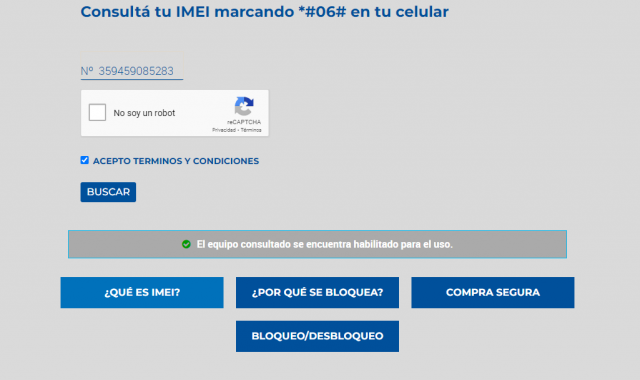 Consultá tu IMEI marcando *#06# en tu celular
Nº 359459085283
No soy un robot
reCAPTCHA
Privacidad - Términos
ACEPTO TERMINOS Y CONDICIONES
BUSCAR
El equipo consultado se encuentra habilitado para el uso.
¿QUÉ ES IMEI? ¿POR QUÉ SE BLOQUEA? COMPRA SEGURA
BLOQUEO/DESBLOQUEO